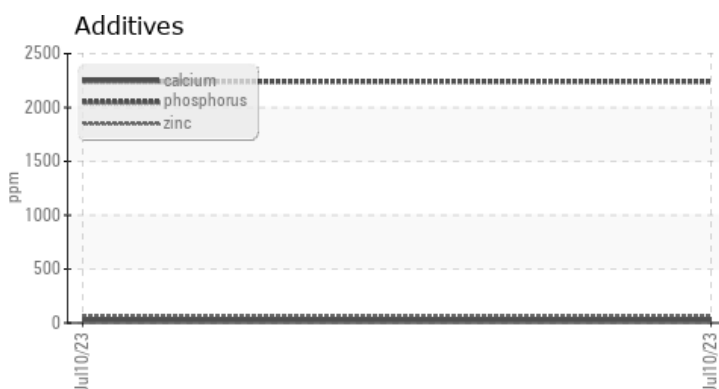 Additives
2500
calcium
phosphorus
2000
zinc
1500
ppm
1000
500
0
Jul10/23
Jul10/23